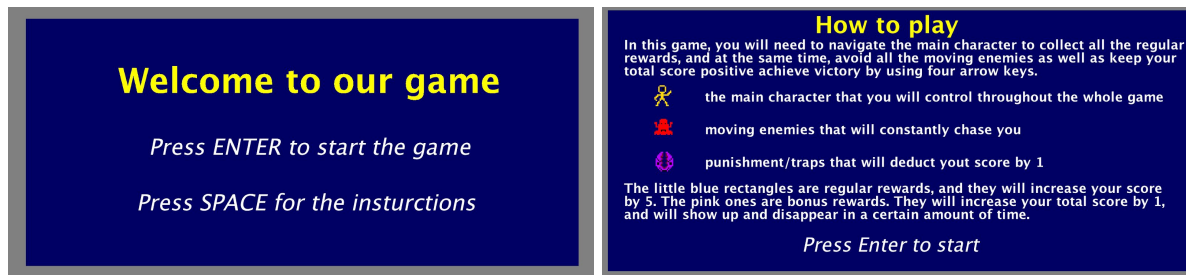 Welcome to our game
Press ENTER to start the game
Press SPACE for the insturctions
How to play
In this game, you will need to navigate the main character to collect all the regular
rewards, and at the same time, avoid all the moving enemies as well as keep your
total score positive achieve victory by using four arrow keys.
the main character that you will control throughout the whole game
moving enemies that will constantly chase you
punishment/traps that will deduct yout score by 1
The little blue rectangles are regular rewards, and they will increase your score
by 5. The pink ones are bonus rewards. They will increase your total score by 1,
and will show up and disappear in a certain amount of time.
Press Enter to start